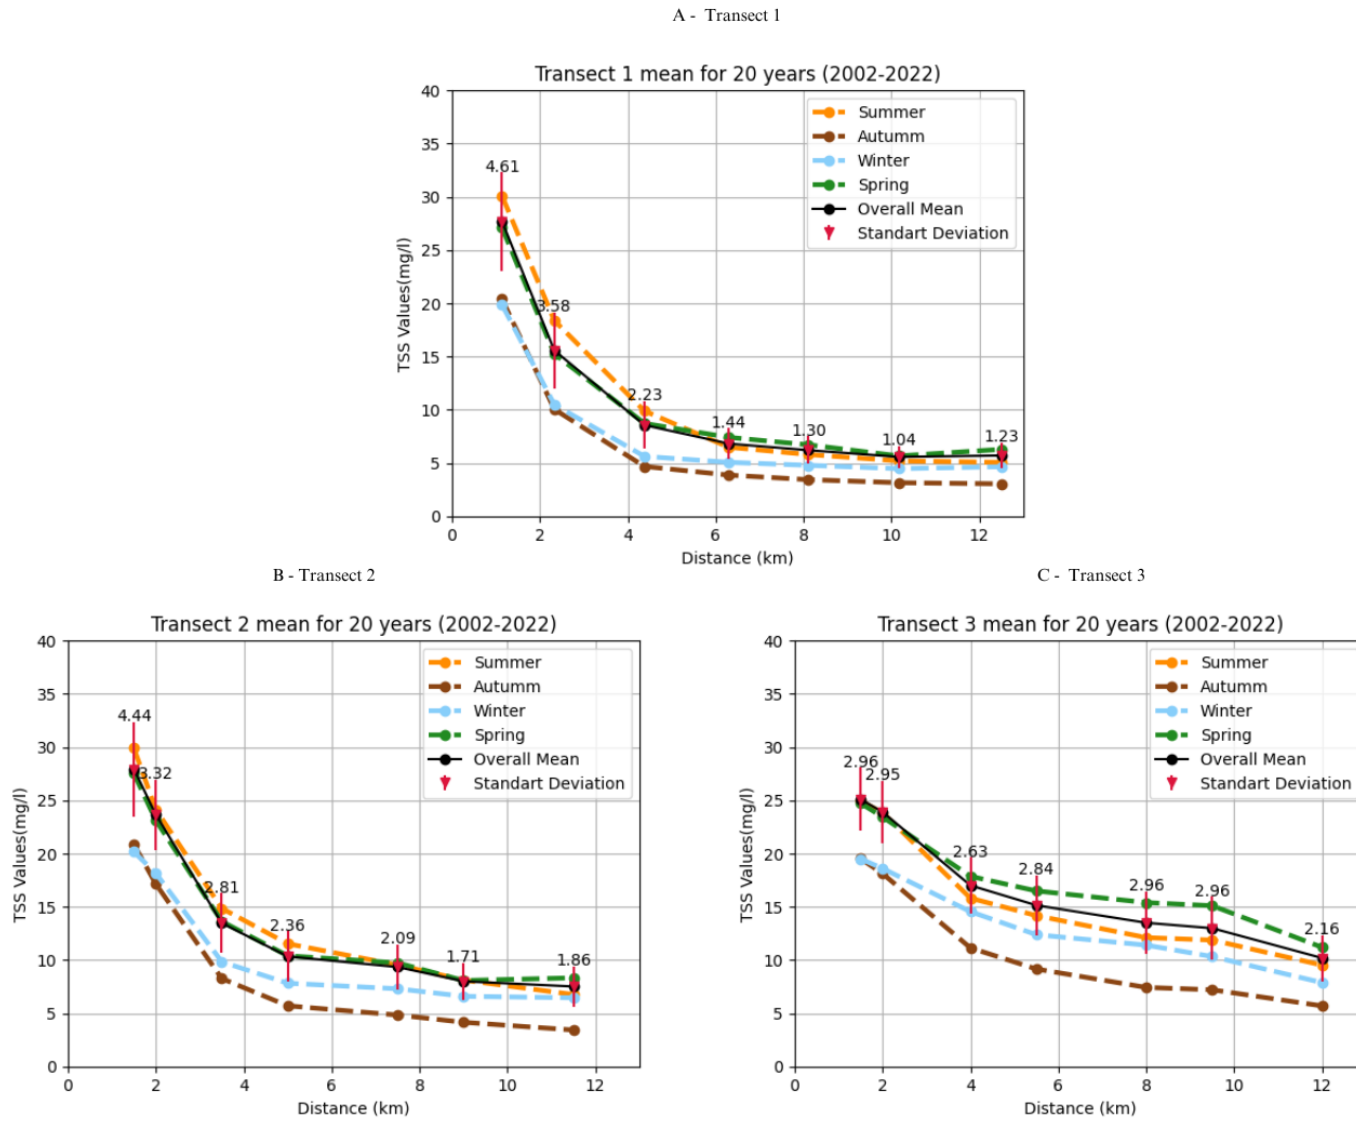 A -  Transect 1
Transect 1 mean for 20 years (2002-2022)
40
35
30
25
20
15
10
5
0
TSS Values(mg/l)
4.61
3.58
2.23
1.44
1.30
1.04
1.23
Summer
Autumm
Winter
Spring
Overall Mean
Standart Deviation
0 2 4 6 8 10 12
Distance (km)
B - Transect 2
Transect 2 mean for 20 years (2002-2022)
40
35
30
25
20
15
10
5
0
TSS Values(mg/l)
4.44
3.32
2.81
2.36
2.09
1.71
1.86
Summer
Autumm
Winter
Spring
Overall Mean
Standart Deviation
0 2 4 6 8 10 12
Distance (km)
C -  Transect 3
Transect 3 mean for 20 years (2002-2022)
40
35
30
25
20
15
10
5
0
TSS Values(mg/l)
2.96
2.95
2.63
2.84
2.96
2.96
2.16
Summer
Autumm
Winter
Spring
Overall Mean
Standart Deviation
0 2 4 6 8 10 12
Distance (km)